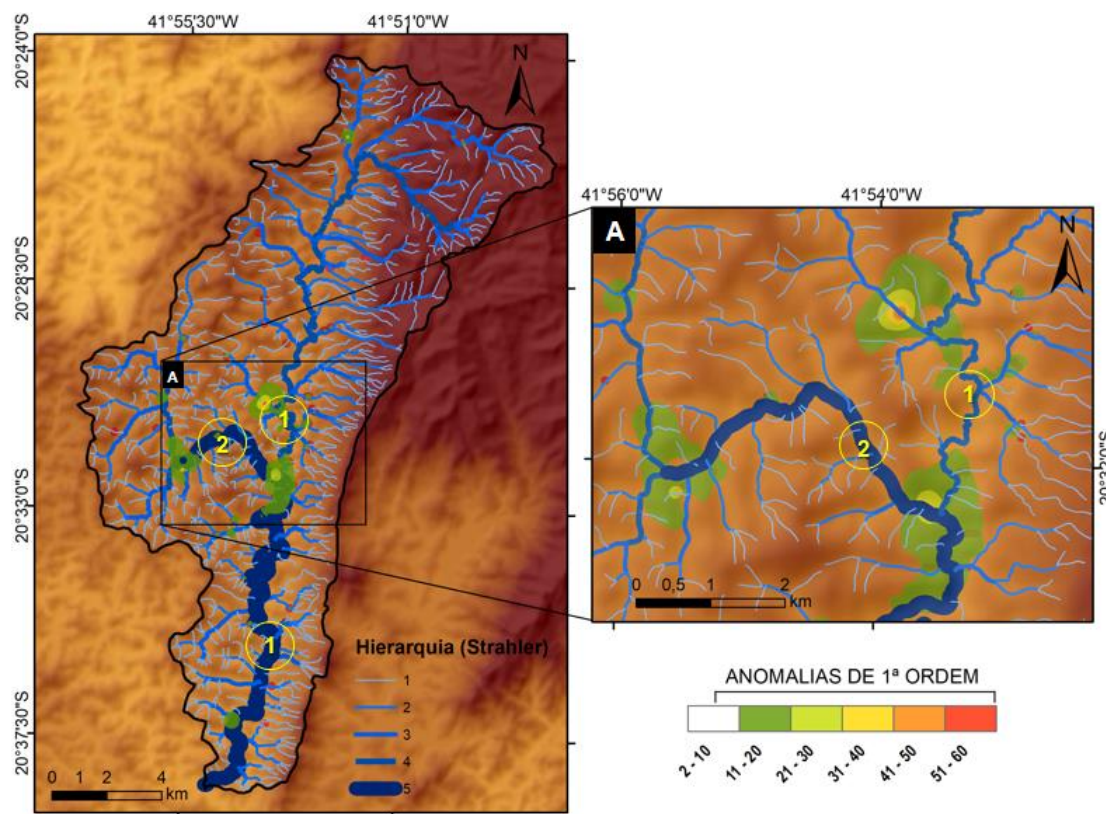 41°55'30"W
41°51'0"W
20°24'0"S
20°28'30"S
20°33'0"S
20°37'30"S
N
A
1
2
1
Hierarquia (Strahler)
1
2
3
4
5
0 1 2 4
km
41°56'0"W
41°54'0"W
A
N
1
2
0 0,5 1 2
km
ANOMALIAS DE 1ª ORDEM
2 - 10
11 - 20
21 - 30
31 - 40
41 - 50
51 - 60